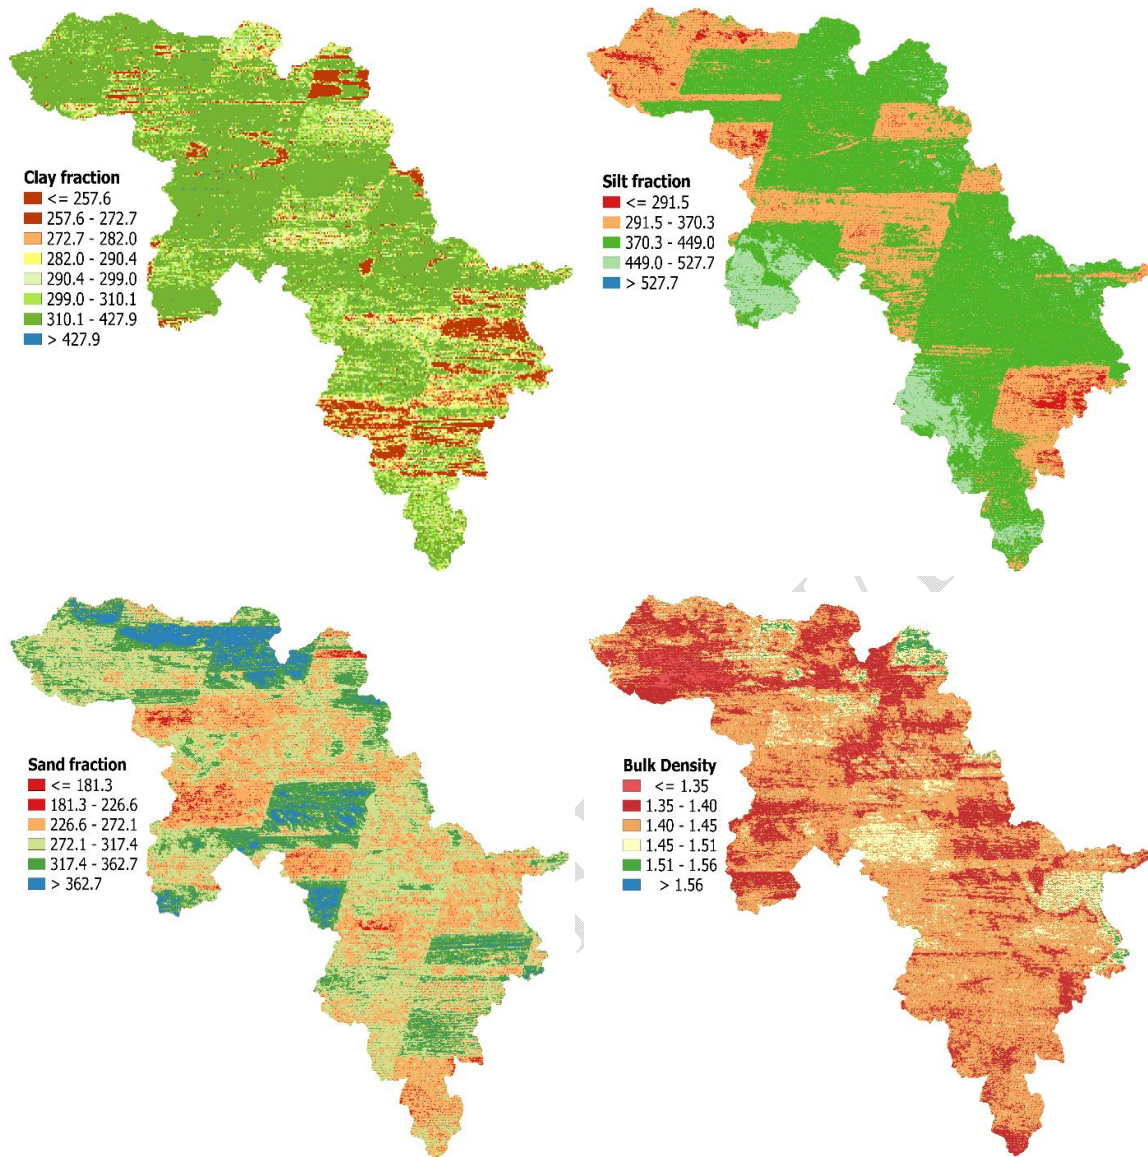 Clay fraction
<= 257.6
257.6 - 272.7
272.7 - 282.0
282.0 - 290.4
290.4 - 299.0
299.0 - 310.1
310.1 - 427.9
> 427.9
Silt fraction
<= 291.5
291.5 - 370.3
370.3 - 449.0
449.0 - 527.7
> 527.7
Sand fraction
<= 181.3
181.3 - 226.6
226.6 - 272.1
272.1 - 317.4
317.4 - 362.7
> 362.7
Bulk Density
<= 1.35
1.35 - 1.40
1.40 - 1.45
1.45 - 1.51
1.51 - 1.56
> 1.56